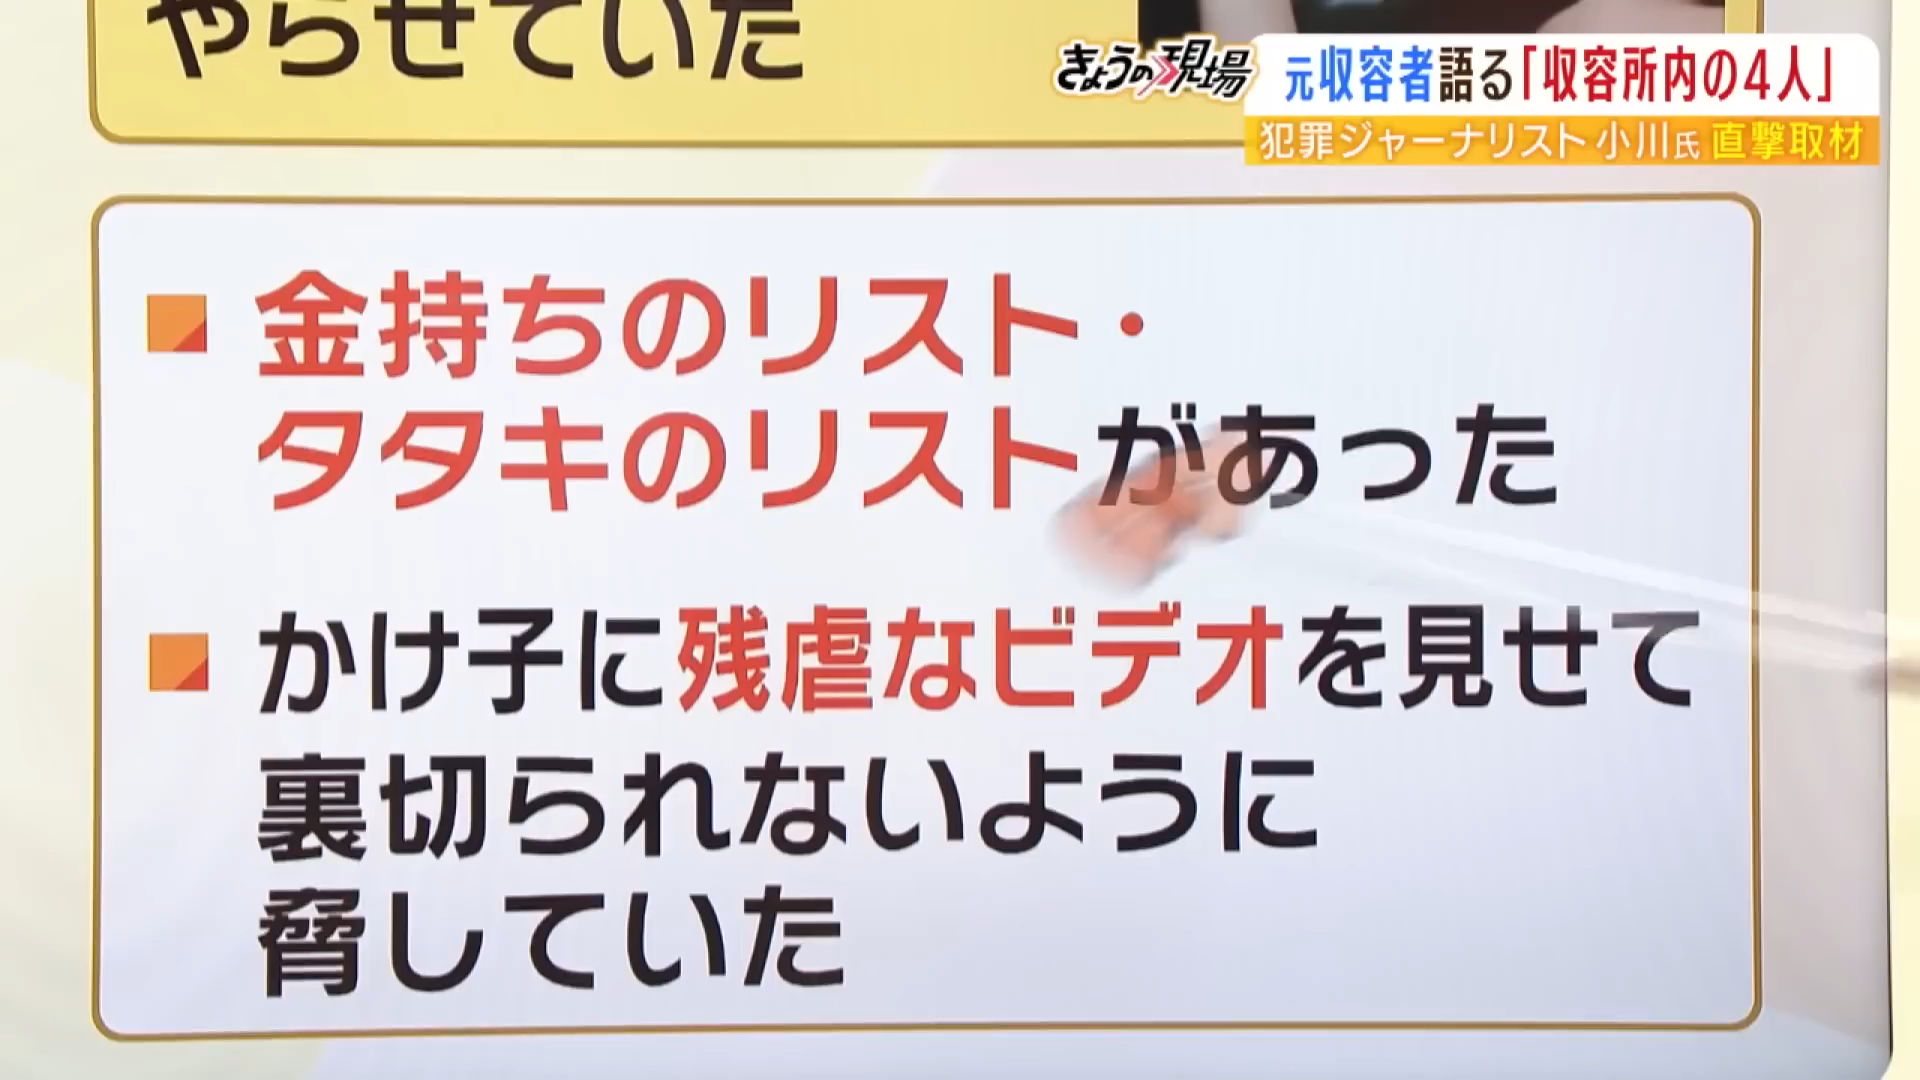 やらせていた
きょうの現場
元収容者語る「収容所内の4人」
犯罪ジャーナリスト 小川氏 直撃取材
金持ちのリスト・
タタキのリストがあった
かけ子に残虐なビデオを見せて
裏切られないように
脅していた